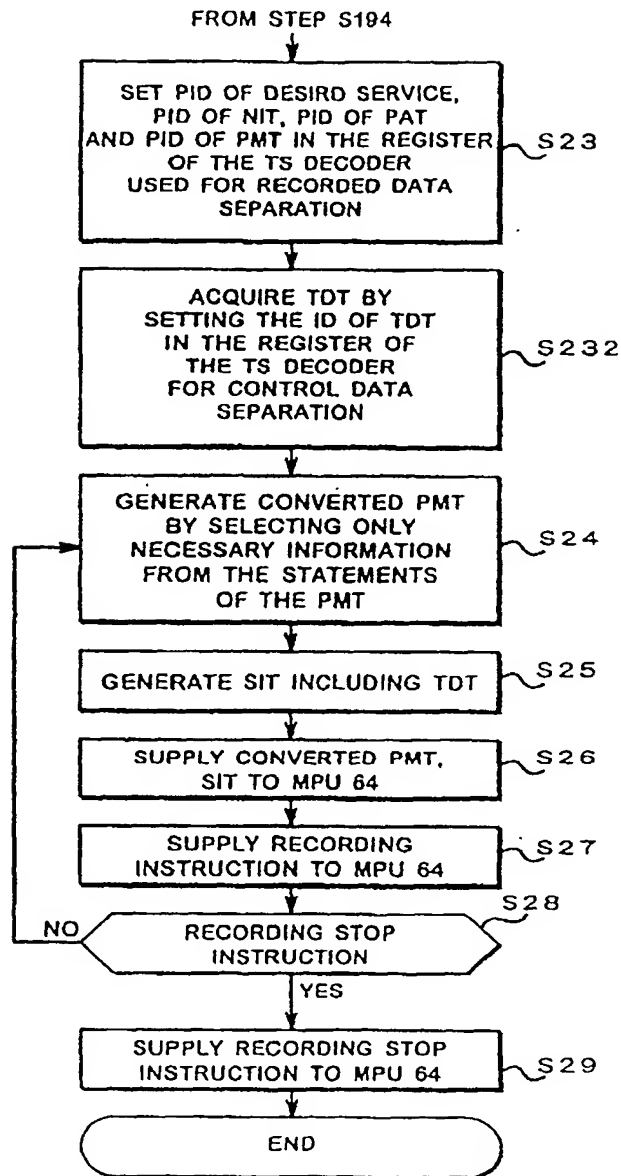 FROM STEP S194
SET PID OF DESIRD SERVICE,
PID OF NIT, PID OF PAT
AND PID OF PMT IN THE REGISTER
OF THE TS DECODER
USED FOR RECORDED DATA
SEPARATION
S23
ACQUIRE TDT BY
SETTING THE ID OF TDT
IN THE REGISTER OF
THE TS DECODER
FOR CONTROL DATA
SEPARATION
S232
GENERATE CONVERTED PMT
BY SELECTING ONLY
NECESSARY INFORMATION
FROM THE STATEMENTS
OF THE PMT
S24
GENERATE SIT INCLUDING TDT
S25
SUPPLY CONVERTED PMT,
SIT TO MPU 64
S26
SUPPLY RECORDING
INSTRUCTION TO MPU 64
S27
S28
NO
RECORDING STOP
INSTRUCTION
YES
SUPPLY RECORDING STOP
INSTRUCTION TO MPU 64
S29
END